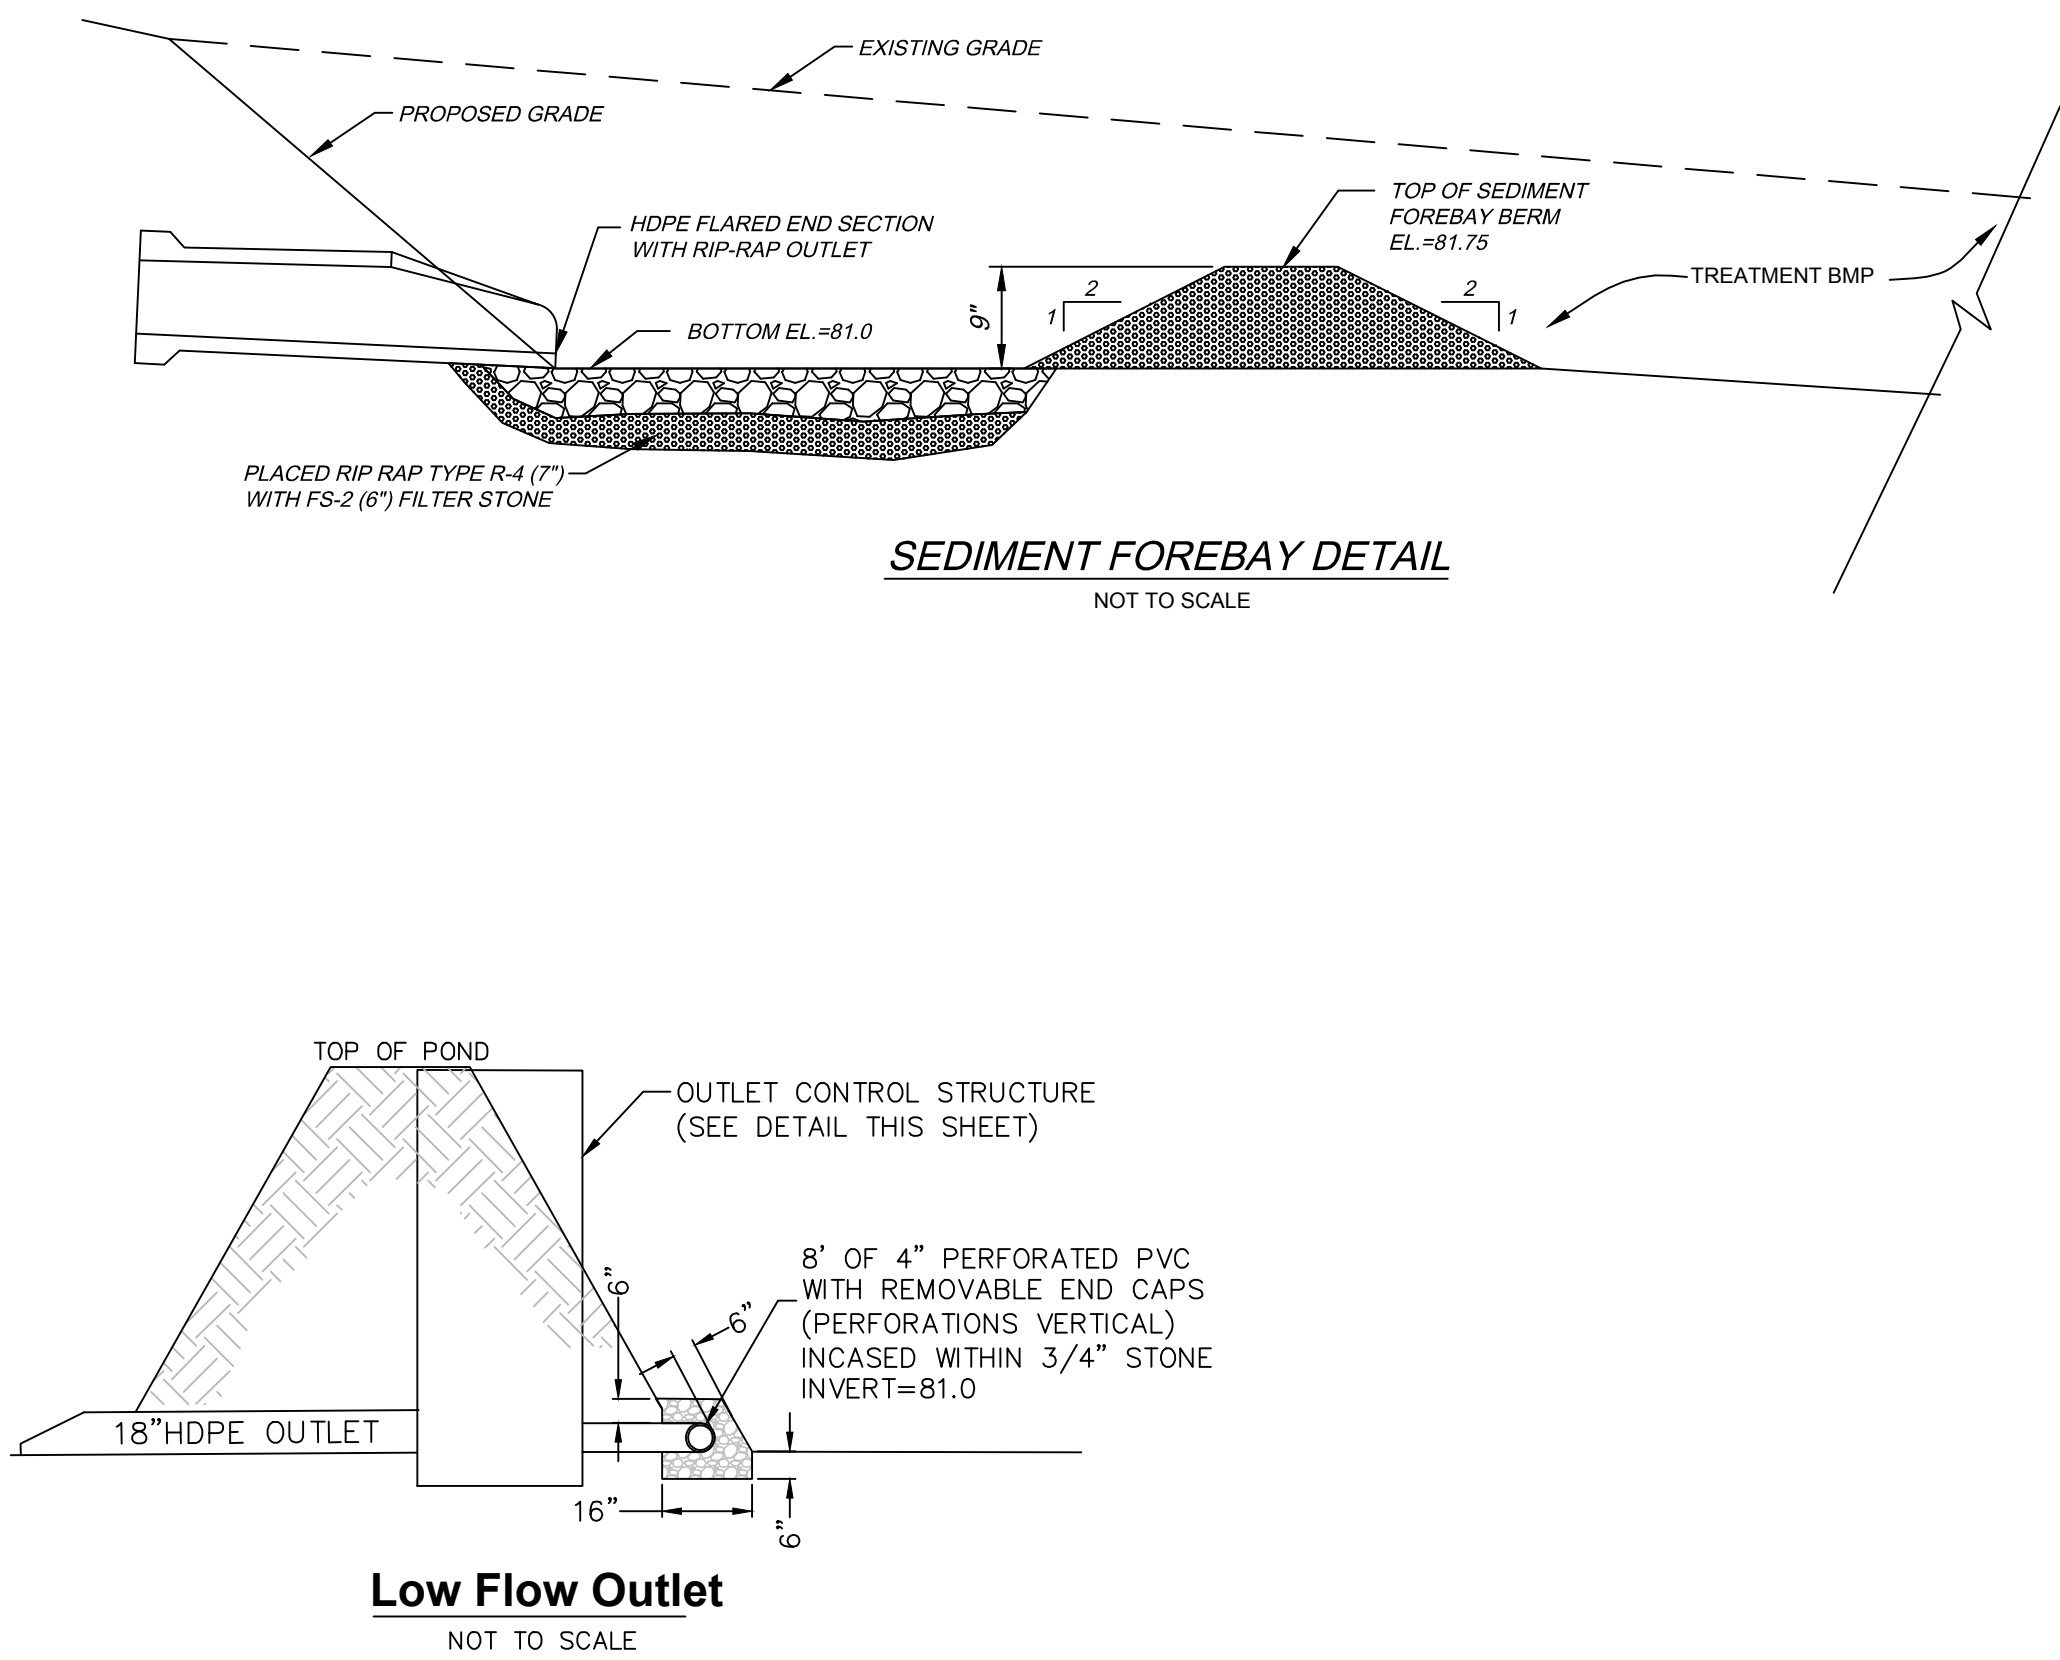 EXISTING GRADE
PROPOSED GRADE
TOP OF SEDIMENT
FOREBAY BERM
EL.=81.75
HDPE FLARED END SECTION
WITH RIP-RAP OUTLET
TREATMENT BMP
2
1
2
1
9"
BOTTOM EL.=81.0
PLACED RIP RAP TYPE R-4 (7")
WITH FS-2 (6") FILTER STONE
SEDIMENT FOREBAY DETAIL
NOT TO SCALE
TOP OF POND
OUTLET CONTROL STRUCTURE
(SEE DETAIL THIS SHEET)
8' OF 4" PERFORATED PVC
WITH REMOVABLE END CAPS
(PERFORATIONS VERTICAL)
INCASED WITHIN 3/4" STONE
INVERT=81.0
6"
6"
18"HDPE OUTLET
16"
6"
Low Flow Outlet
NOT TO SCALE